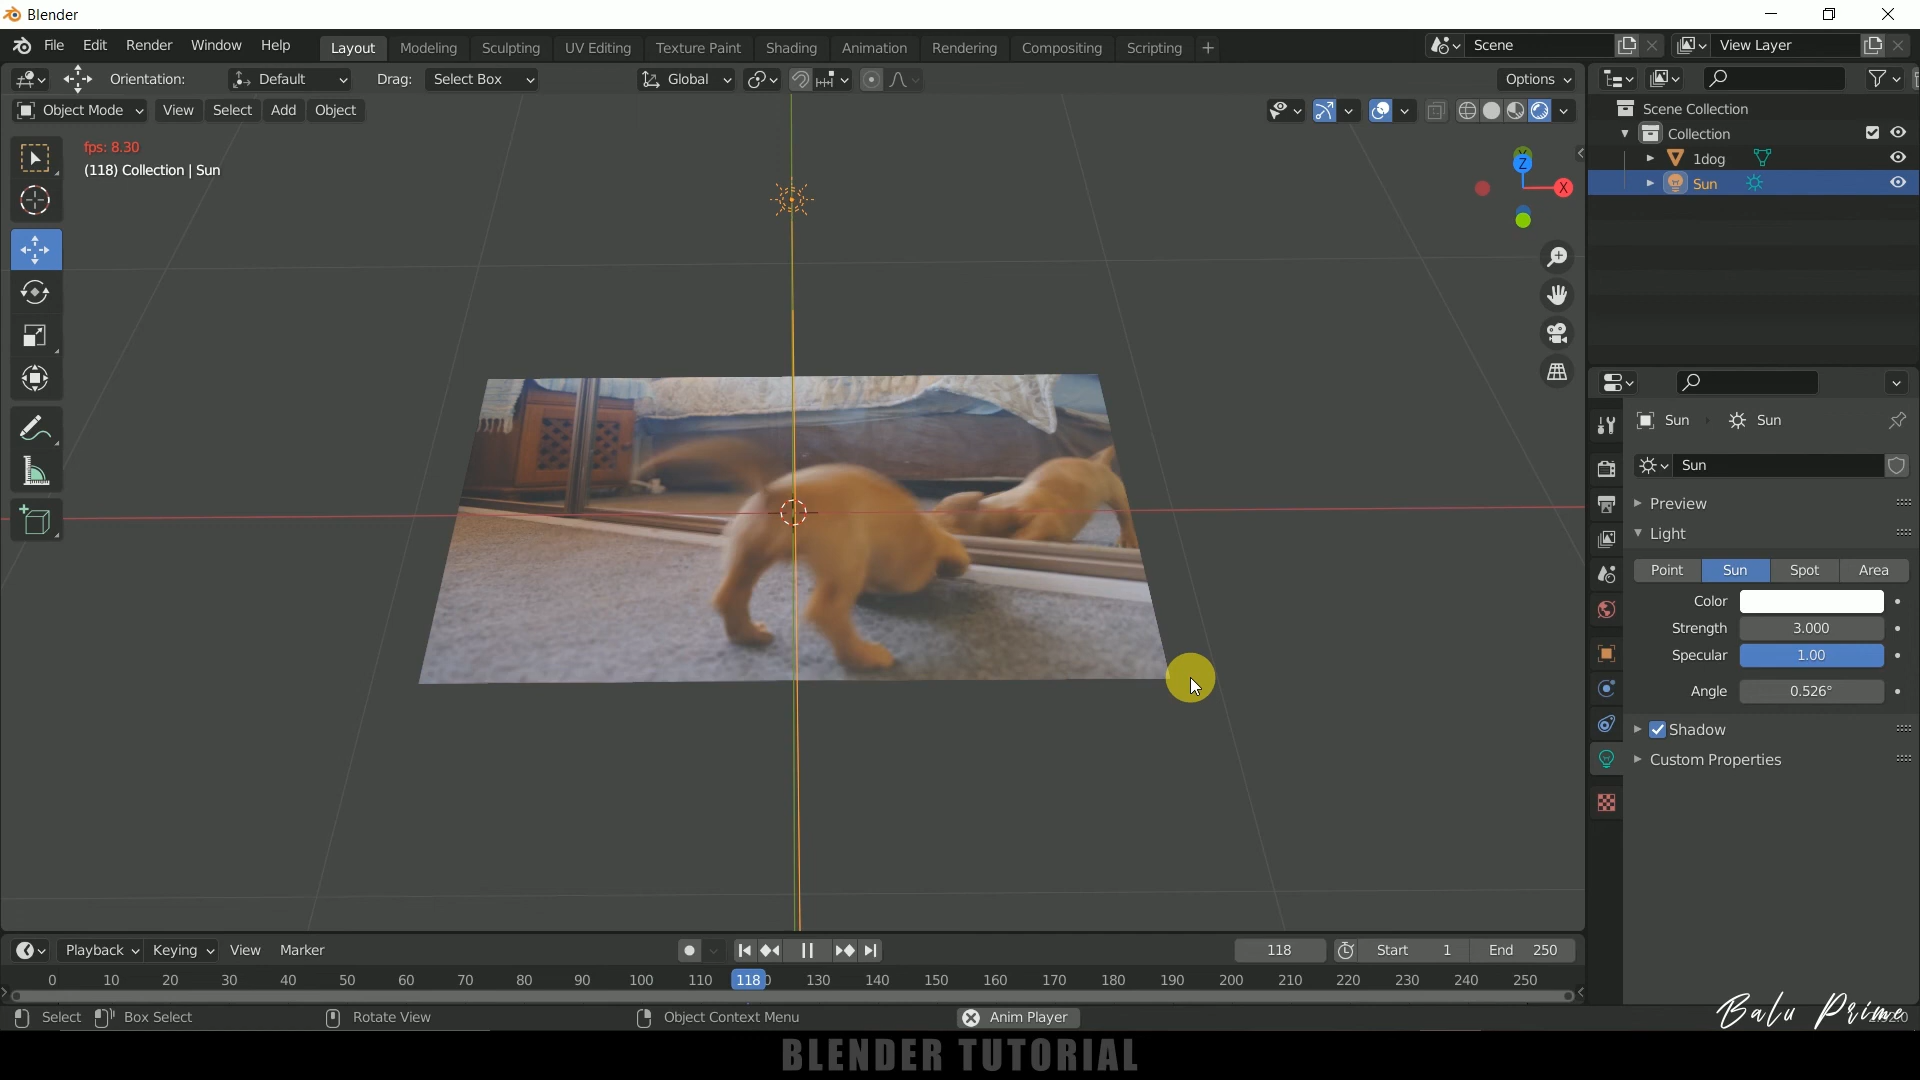 Blender
File Edit Render Window Help Layout Modeling Sculpting UV Editing Texture Paint Shading Animation Rendering Compositing Scripting + Scene View Layer
Orientation: Default Drag: Select Box Global Options
Object Mode View Select Add Object
fps: 8.30
(118) Collection | Sun
Z
X
Scene Collection
Collection
1dog
Sun
Sun Sun
Sun
Preview
Light
Point Sun Spot Area
Color
Strength 3.000
Specular 1.00
Angle 0.526°
Shadow
Custom Properties
Playback Keying View Marker 118 Start 1 End 250
0 10 20 30 40 50 60 70 80 90 100 110 118 130 140 150 160 170 180 190 200 210 220 230 240 250
Select Box Select Rotate View Object Context Menu Anim Player
Balu Prime
BLENDER TUTORIAL